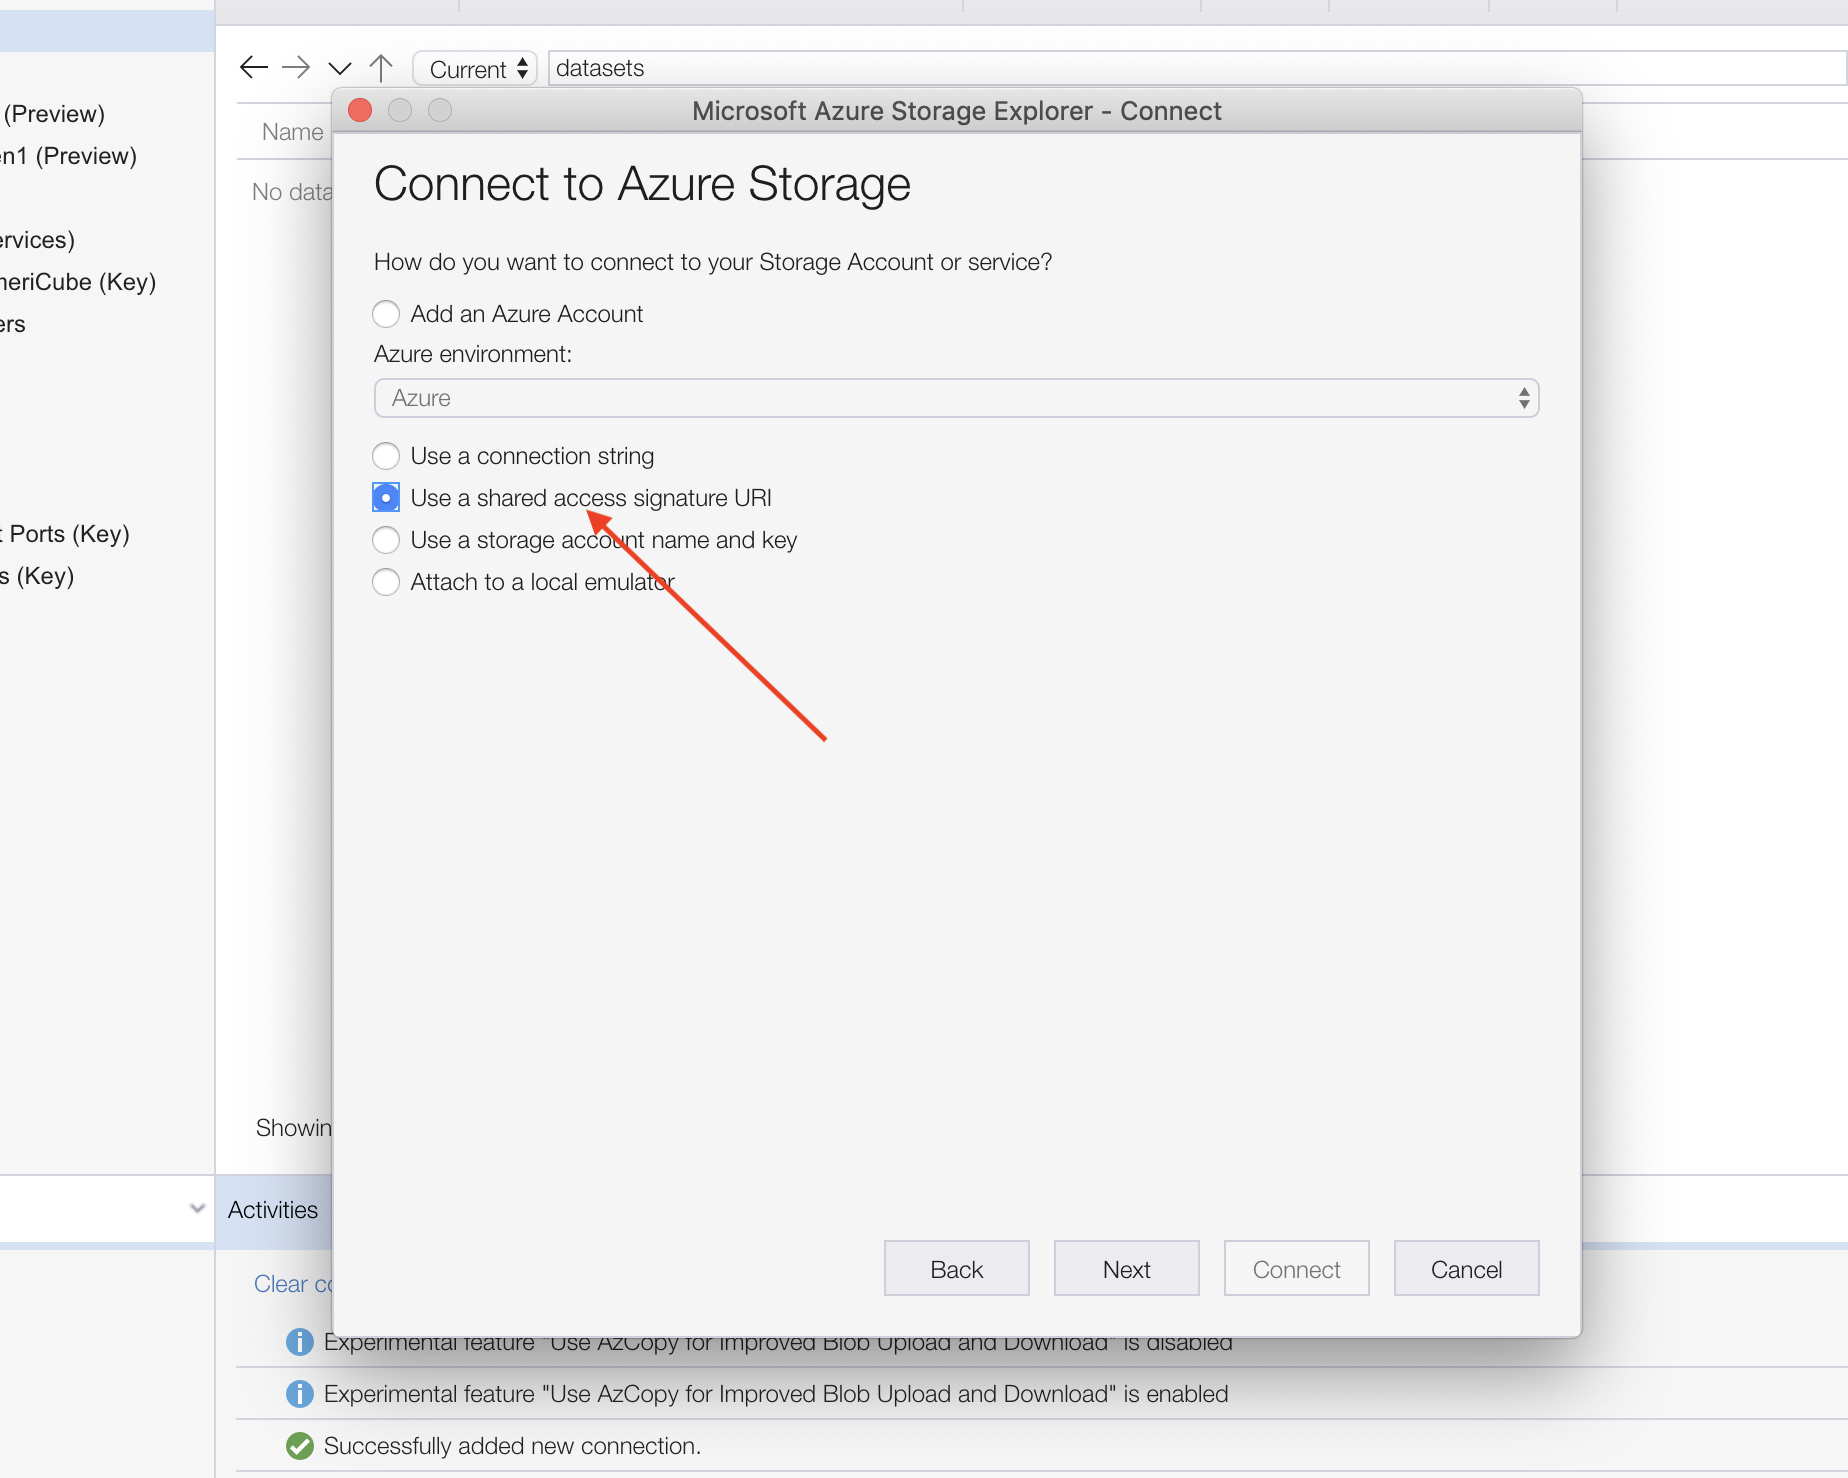 Current
datasets
(Preview)
en1 (Preview)
ervices)
neriCube (Key)
ers
t Ports (Key)
s (Key)
Name
No data
Microsoft Azure Storage Explorer - Connect
Connect to Azure Storage
How do you want to connect to your Storage Account or service?
Add an Azure Account
Azure environment:
Azure
Use a connection string
Use a shared access signature URI
Use a storage account name and key
Attach to a local emulator
Showin
Back
Next
Connect
Cancel
Activities
Clear co
Experimental feature "Use AzCopy for Improved Blob Upload and Download" is disabled
Experimental feature "Use AzCopy for Improved Blob Upload and Download" is enabled
Successfully added new connection.